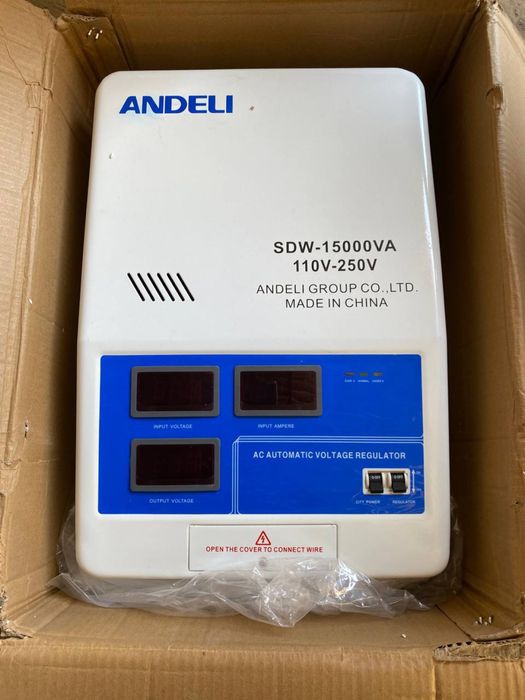 ANDELI
SDW-15000VA
110V-250V
ANDELI GROUP CO.,LTD.
MADE IN CHINA
INPUT VOLTAGE
INPUT AMPERE
NORMAL
OUTPUT VOLTAGE
AC AUTOMATIC VOLTAGE REGULATOR
CITY POWER
REGULATOR
OPEN THE COVER TO CONNECT WIRE